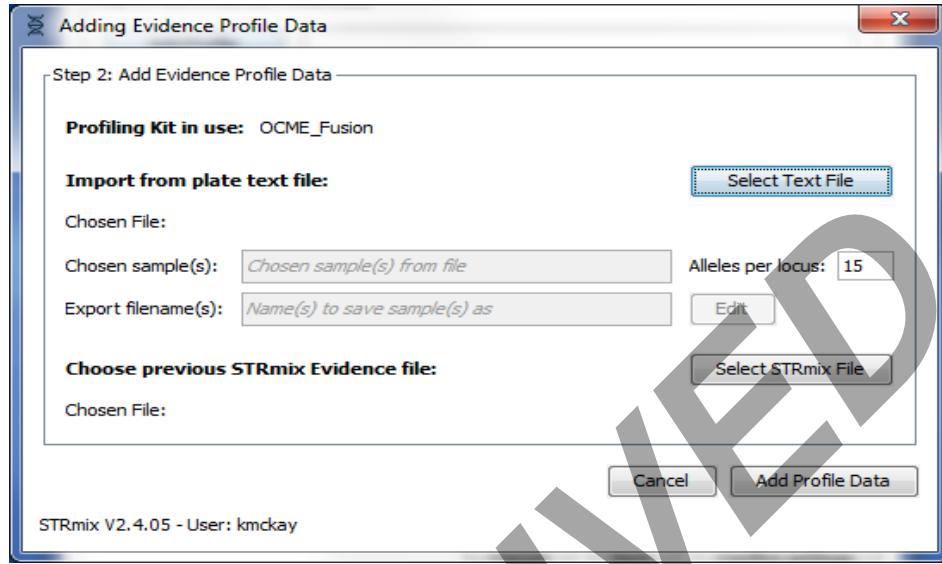 Adding Evidence Profile Data
Step 2: Add Evidence Profile Data
Profiling Kit in use: OCME_Fusion
Import from plate text file: Select Text File
Chosen File:
Chosen sample(s): Chosen sample(s) from file Alleles per locus: 15
Export filename(s): Name(s) to save sample(s) as Edit
Choose previous STRmix Evidence file: Select STRmix File
Chosen File:
Cancel Add Profile Data
STRmix V2.4.05 - User: kmckay
VED